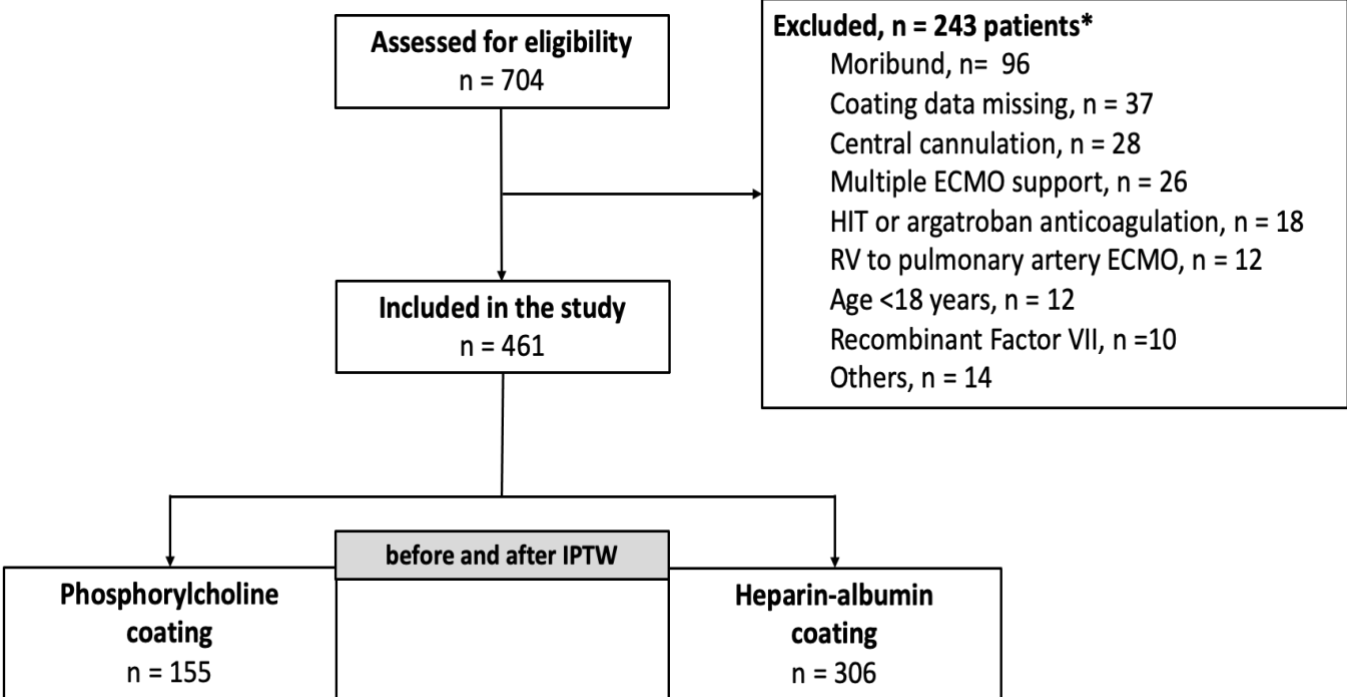 Assessed for eligibility
n = 704
Excluded, n = 243 patients*
Moribund, n=  96
Coating data missing, n = 37
Central cannulation, n = 28
Multiple ECMO support, n = 26
HIT or argatroban anticoagulation, n = 18
RV to pulmonary artery ECMO, n = 12
Age <18 years, n = 12
Recombinant Factor VII, n =10
Others, n = 14
Included in the study
n = 461
before and after IPTW
Phosphorylcholine
coating
n = 155
Heparin-albumin
coating
n = 306